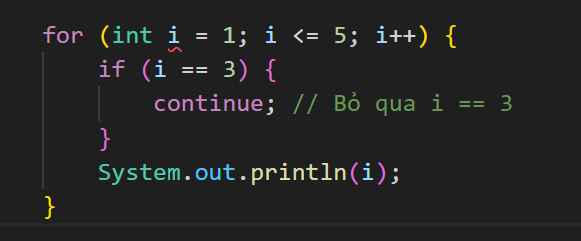 for (int i = 1; i <= 5; i++) {
    if (i == 3) {
        continue; // Bỏ qua i == 3
    }
    System.out.println(i);
}